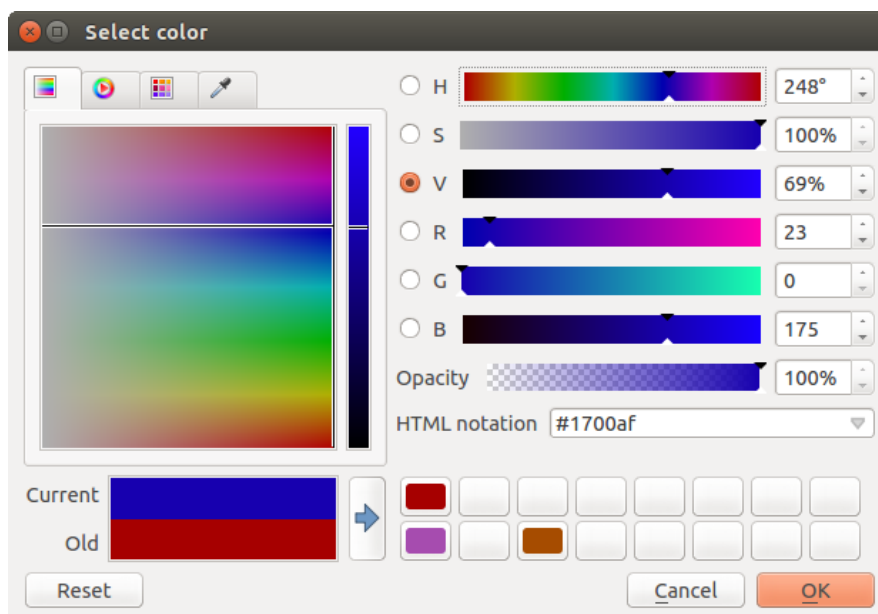 Select color
H 248°
S 100%
V 69%
R 23
G 0
B 175
Opacity 100%
HTML notation #1700af
Current
Old
Reset Cancel OK